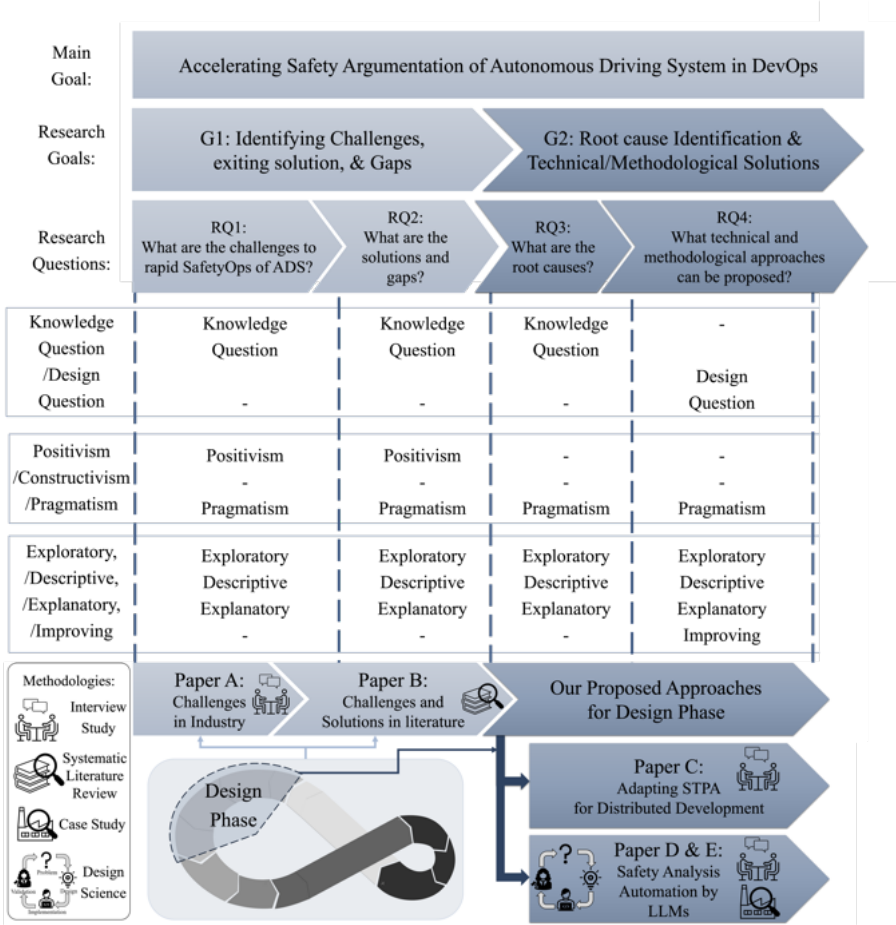 Main
Goal:
Accelerating Safety Argumentation of Autonomous Driving System in DevOps
Research
Goals:
G1: Identifying Challenges,
exiting solution, & Gaps
G2: Root cause Identification &
Technical/Methodological Solutions
Research
Questions:
RQ1:
What are the challenges to
rapid SafetyOps of ADS?
RQ2:
What are the
solutions and
gaps?
RQ3:
What are the
root causes?
RQ4:
What technical and
methodological approaches
can be proposed?
Knowledge
Question
/Design
Question
Knowledge
Question
-
Knowledge
Question
-
Knowledge
Question
-
-
Design
Question
Positivism
/Constructivism
/Pragmatism
Positivism
-
Pragmatism
Positivism
-
Pragmatism
-
-
Pragmatism
-
-
Pragmatism
Exploratory,
/Descriptive,
/Explanatory,
/Improving
Exploratory
Descriptive
Explanatory
-
Exploratory
Descriptive
Explanatory
-
Exploratory
Descriptive
Explanatory
-
Exploratory
Descriptive
Explanatory
Improving
Methodologies:
Interview
Study
Systematic
Literature
Review
Case Study
Design
Science
Problem
Design
Implementation
Validation
Paper A:
Challenges
in Industry
Paper B:
Challenges and
Solutions in literature
Our Proposed Approaches
for Design Phase
Design
Phase
Paper C:
Adapting STPA
for Distributed Development
Paper D & E:
Safety Analysis
Automation by
LLMs